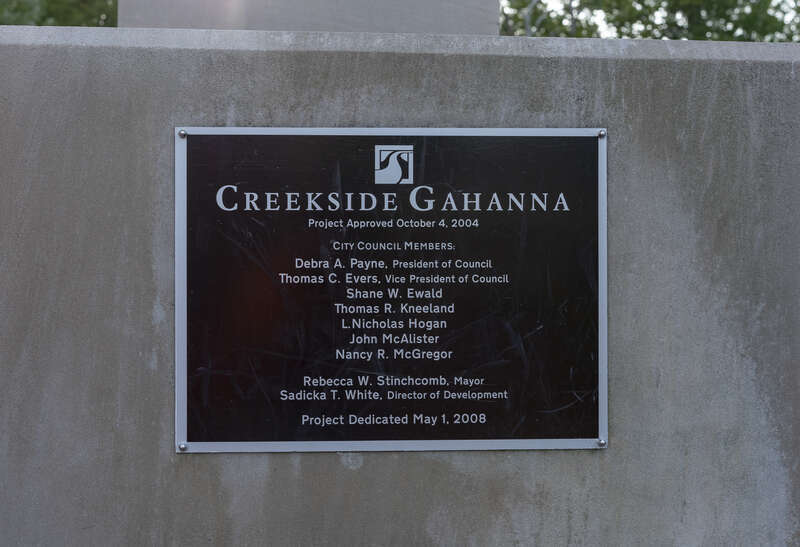 CREEKSIDE GAHANNA
Project Approved October 4, 2004
CITY COUNCIL MEMBERS:
Debra A. Payne, President of Council
Thomas C. Evers, Vice President of Council
Shane W. Ewald
Thomas R. Kneeland
L.Nicholas Hogan
John McAlister
Nancy R. McGregor
Rebecca W. Stinchcomb, Mayor
Sadicka T. White, Director of Development
Project Dedicated May 1, 2008